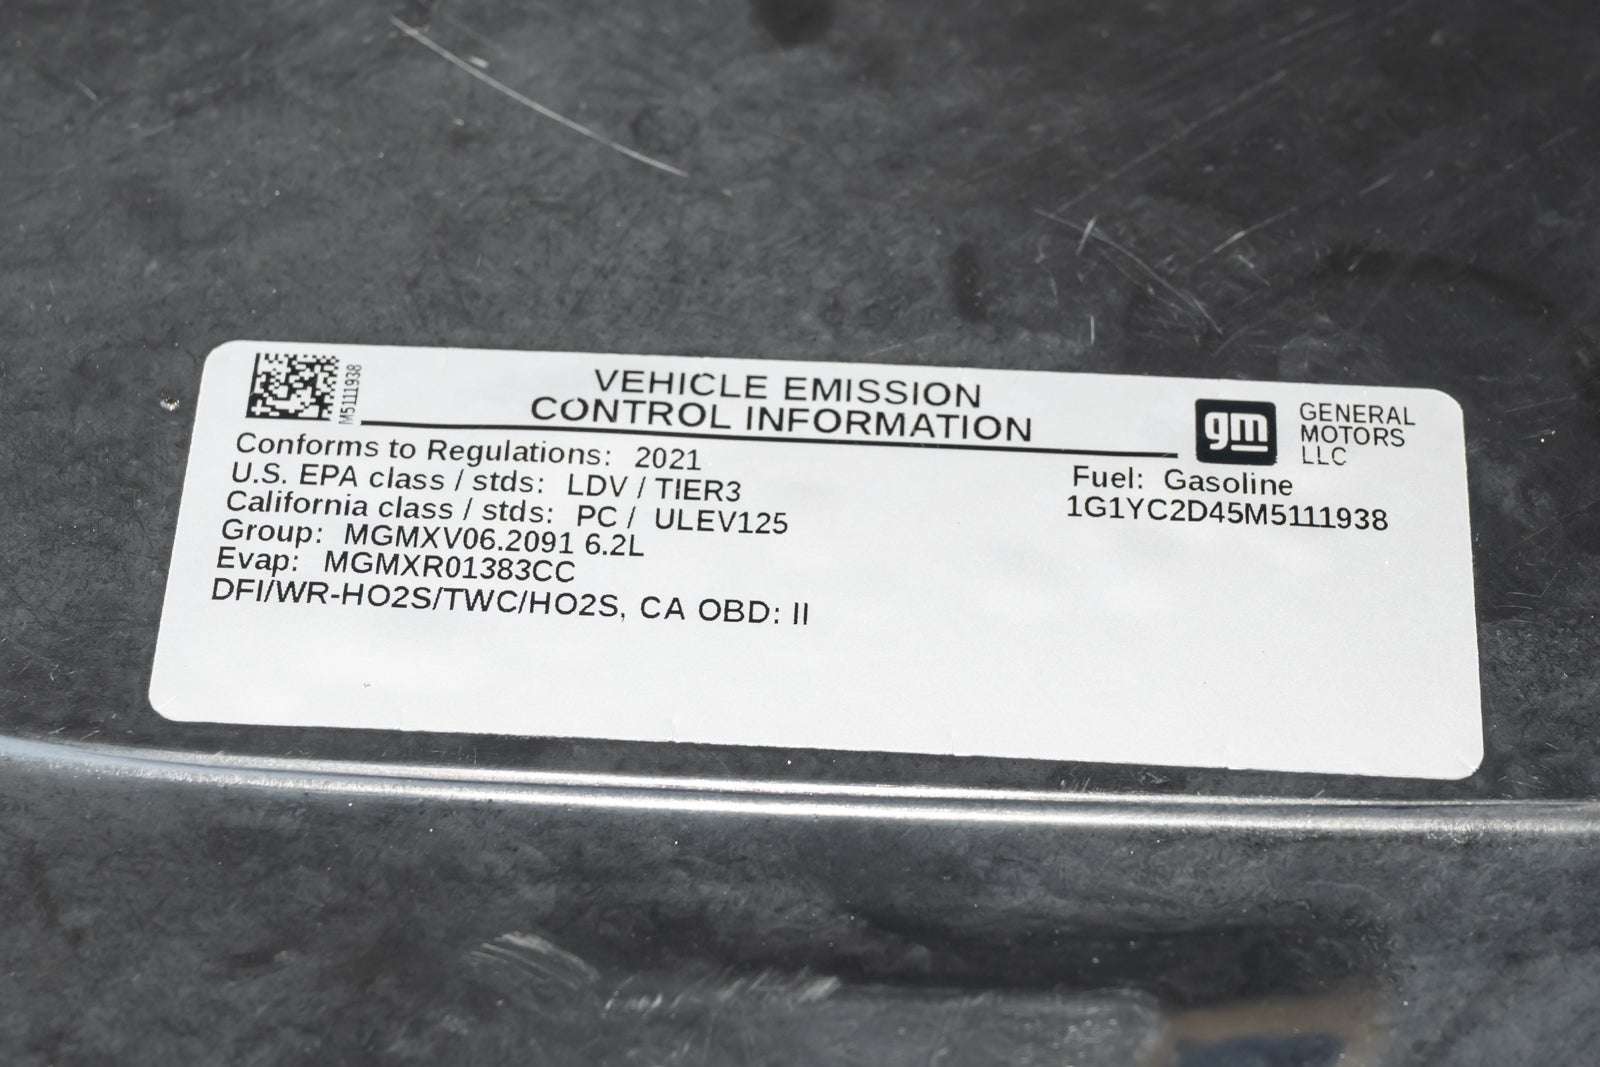 M5111938
VEHICLE EMISSION
CONTROL INFORMATION
gm
GENERAL
MOTORS
LLC
Conforms to Regulations: 2021
U.S. EPA class / stds: LDV / TIER3
California class / stds: PC / ULEV125
Group: MGMXV06.2091 6.2L
Evap: MGMXR01383CC
DFI/WR-HO2S/TWC/HO2S, CA OBD: II
Fuel: Gasoline
1G1YC2D45M5111938